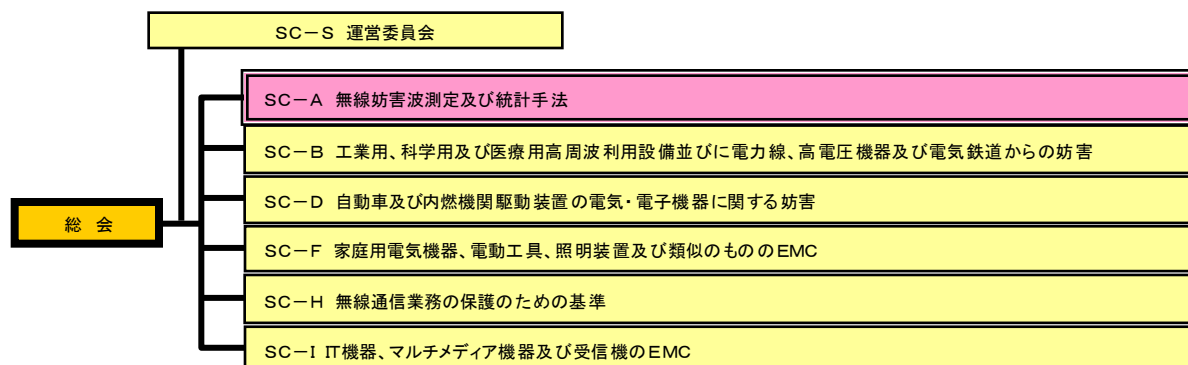 SC－S 運営委員会
SC－A 無線妨害波測定及び統計手法
SC－B 工業用、科学用及び医療用高周波利用設備並びに電力線、高電圧機器及び電気鉄道からの妨害
SC－D 自動車及び内燃機関駆動装置の電気・電子機器に関する妨害
総 会
SC－F 家庭用電気機器、電動工具、照明装置及び類似のもののEMC
SC－H 無線通信業務の保護のための基準
SC－I IT機器、マルチメディア機器及び受信機のEMC